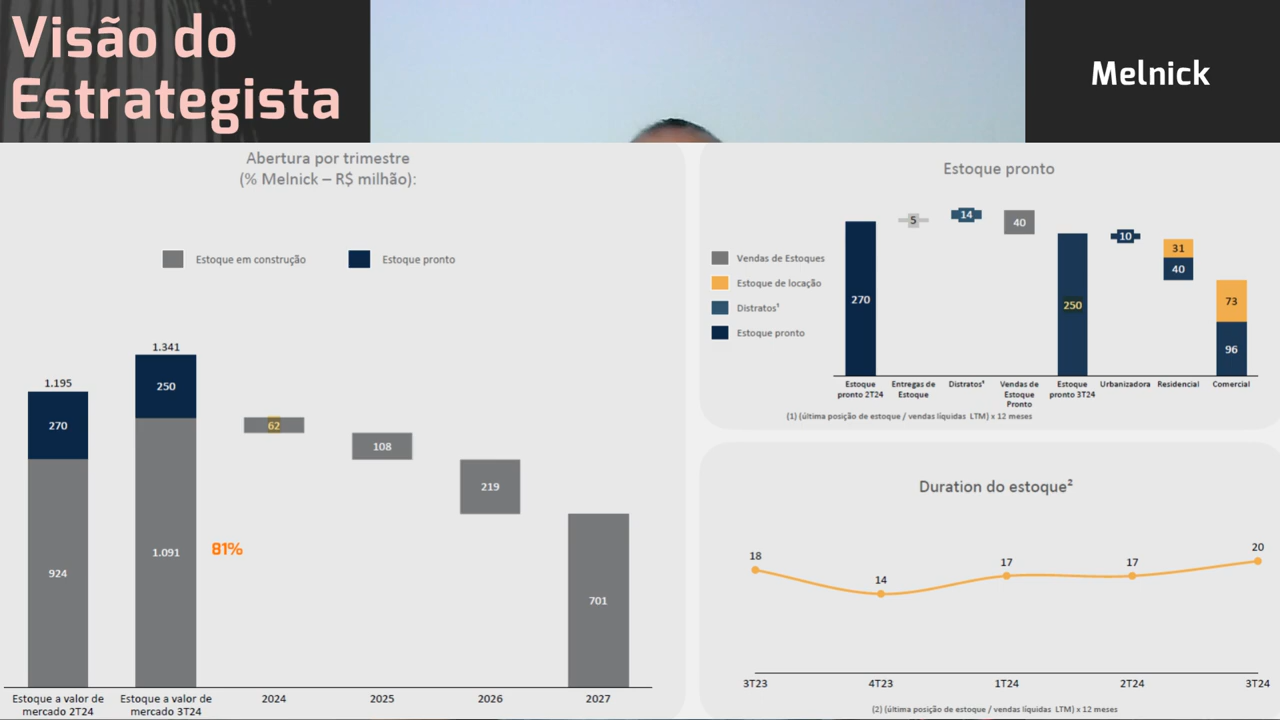 Visão do
Estrategista
Melnick
Abertura por trimestre
(% Melnick – R$ milhão):
Estoque em construção
Estoque pronto
1.195
270
924
1.341
250
1.091
81%
62
108
219
701
Estoque a valor de
mercado 2T24
Estoque a valor de
mercado 3T24
2024
2025
2026
2027
Estoque pronto
Vendas de Estoques
Estoque de locação
Distratos¹
Estoque pronto
270
5
14
40
250
10
31
40
73
96
Estoque
pronto 2T24
Entregas de
Estoque
Distratos¹
Vendas de
Estoque
Pronto
Estoque
pronto 3T24
Urbanizadora
Residencial
Comercial
(1) (última posição de estoque / vendas líquidas LTM) x 12 meses
Duration do estoque²
18
14
17
17
20
3T23
4T23
1T24
2T24
3T24
(2) (última posição de estoque / vendas líquidas LTM) x 12 meses